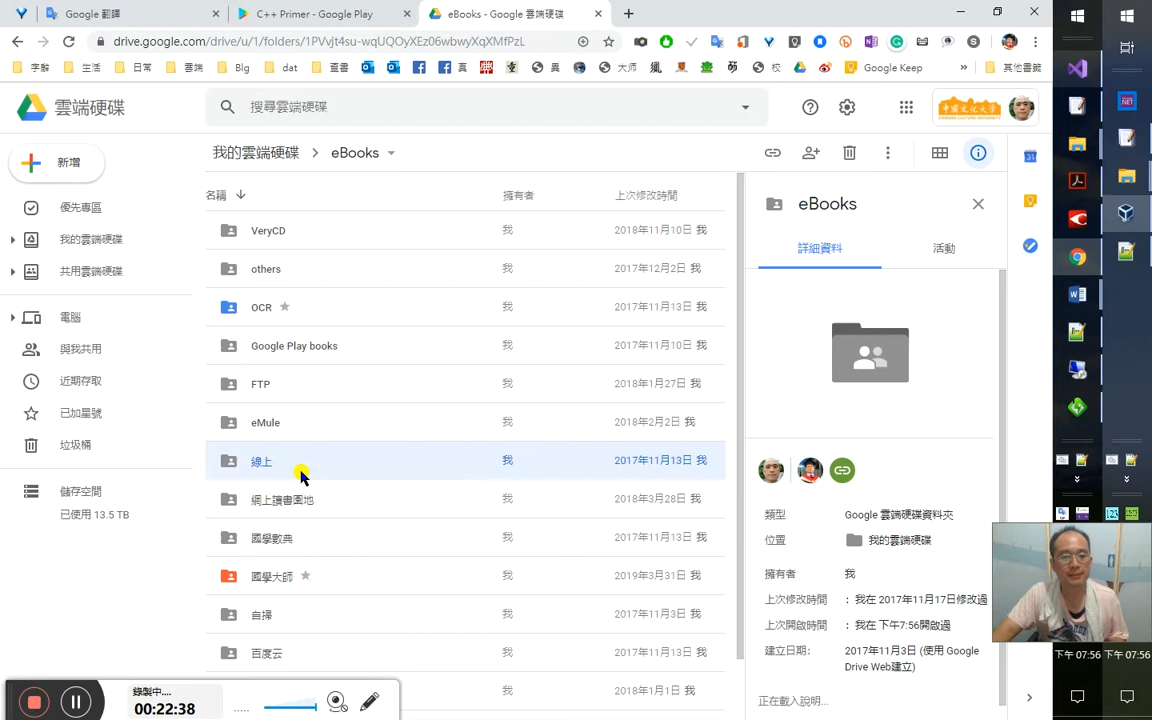 Google 翻譯
C++ Primer - Google Play
eBooks - Google 雲端硬碟
drive.google.com/drive/u/1/folders/1PVvjt4su-wqUQOyXEz06wbwyXqXMfPzL
字辭
生活
日常
雲端
Blg
dat
查書
真
異
大师
校
Google Keep
»
其他書籤
雲端硬碟
搜尋雲端硬碟
中國文化大學
新增
我的雲端硬碟 > eBooks
優先專區
我的雲端硬碟
共用雲端硬碟
電腦
與我共用
近期存取
已加星號
垃圾桶
儲存空間
已使用 13.5 TB
名稱 擁有者 上次修改時間
VeryCD 我 2018年11月10日 我
others 我 2017年12月2日 我
OCR 我 2017年11月13日 我
Google Play books 我 2017年11月10日 我
FTP 我 2018年1月27日 我
eMule 我 2018年2月2日 我
線上 我 2017年11月13日 我
網上讀書園地 我 2018年3月28日 我
國學數典 我 2017年11月13日 我
國學大師 我 2019年3月31日 我
自掃 我 2017年11月3日 我
百度云 我 2017年11月13日 我
我 2018年1月1日 我
eBooks
詳細資料 活動
類型 Google 雲端硬碟資料夾
位置 我的雲端硬碟
擁有者 我
上次修改時間 ：我在 2017年11月17日修改過
上次開啟時間 ：我在 下午7:56開啟過
建立日期: 2017年11月3日 (使用 Google
Drive Web建立)
正在載入說明...
錄製中....
00:22:38
31
.NET
123
下午 07:56 下午 07:56